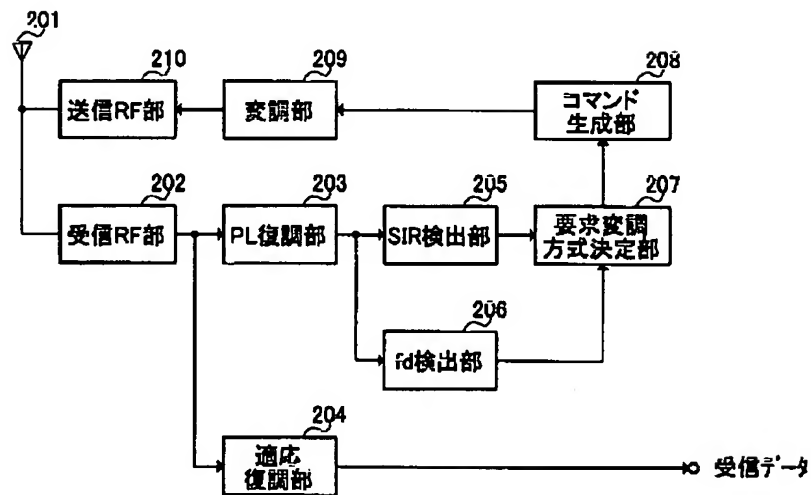 201
210
209
208
送信RF部
変調部
コマンド
生成部
202
203
205
207
受信RF部
PL復調部
SIR検出部
要求変調
方式決定部
206
fd検出部
204
適応
復調部
受信データ